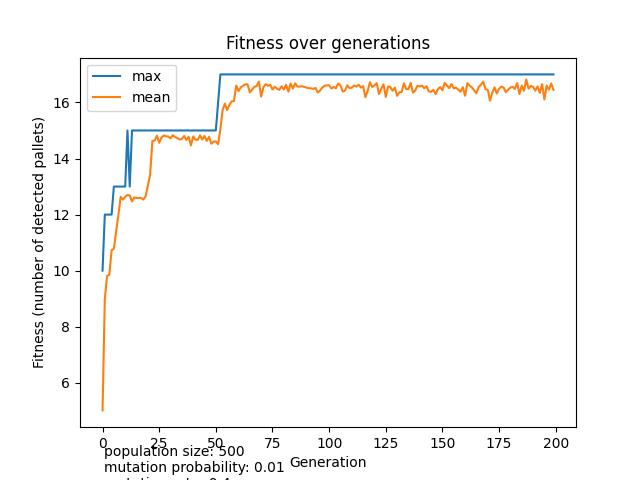 Fitness over generations
max
mean
Fitness (number of detected pallets)
16
14
12
10
8
6
0 25 50 75 100 125 150 175 200
Generation
population size: 500
mutation probability: 0.01